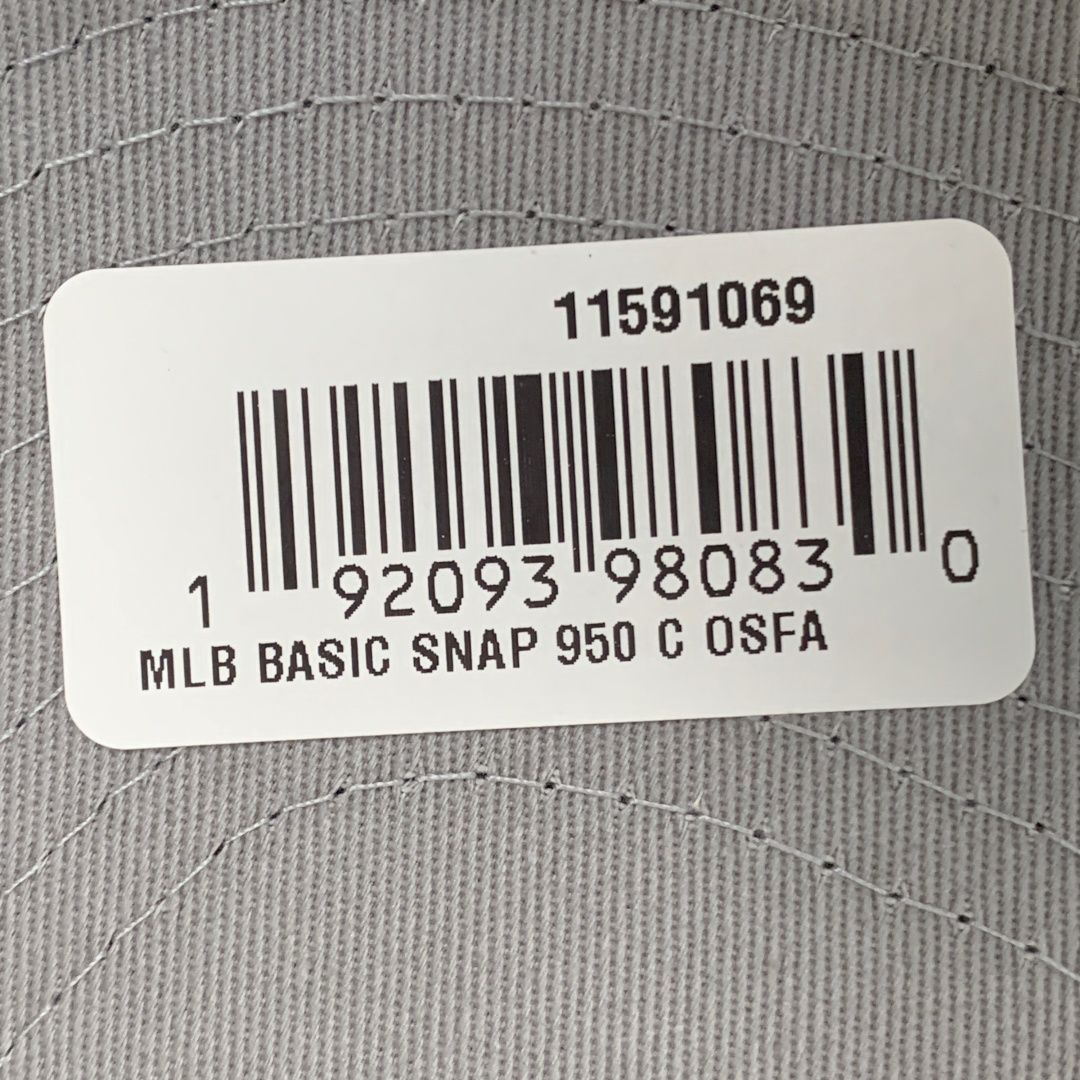 11591069
1 92093 98083 0
MLB BASIC SNAP 950 C OSFA